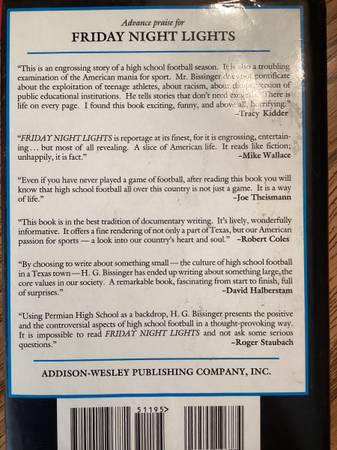 Advance praise for
FRIDAY NIGHT LIGHTS
"This is an engrossing story of a high school football season. It is also a troubling
examination of the American mania for sport. Mr. Bissinger does not pontificate
about the exploitation of teenage athletes, about racism, about the version of
public educational institutions. He tells stories that don't need There is
life on every page. I found this book exciting, funny, and above all, horrifying."
–Tracy Kidder
"FRIDAY NIGHT LIGHTS is reportage at its finest, for it is engrossing, entertain-
ing... but most of all revealing. A slice of American life. It reads like fiction;
unhappily, it is fact." –Mike Wallace
"Even if you have never played a game of football, after reading this book you will
know that high school football all over this country is not just a game. It is a way
of life." –Joe Theismann
"This book is in the best tradition of documentary writing. It's lively, wonderfully
informative. It offers a fine rendering of not only a part of Texas, but our American
passion for sports — a look into our country's heart and soul." –Robert Coles
"By choosing to write about something small — the culture of high school football
in a Texas town — H. G. Bissinger has ended up writing about something large, the
core values in our society. A remarkable book, fascinating from start to finish, full
of surprises." –David Halberstam
"Using Permian High School as a backdrop, H. G. Bissinger presents the positive
and the controversial aspects of high school football in a thought-provoking way.
It is impossible to read FRIDAY NIGHT LIGHTS and not ask some serious
questions." –Roger Staubach
ADDISON-WESLEY PUBLISHING COMPANY, INC.
51195>